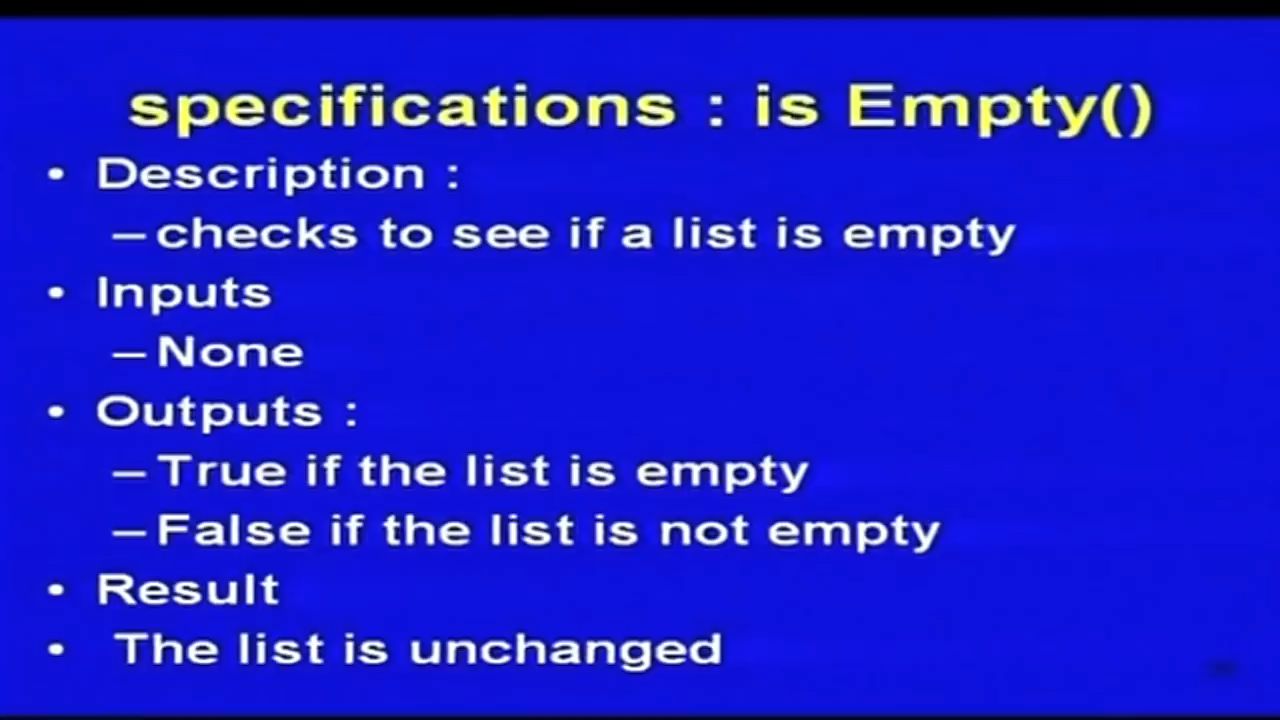 specifications : is Empty()
• Description :
– checks to see if a list is empty
• Inputs
– None
• Outputs :
– True if the list is empty
– False if the list is not empty
• Result
• The list is unchanged